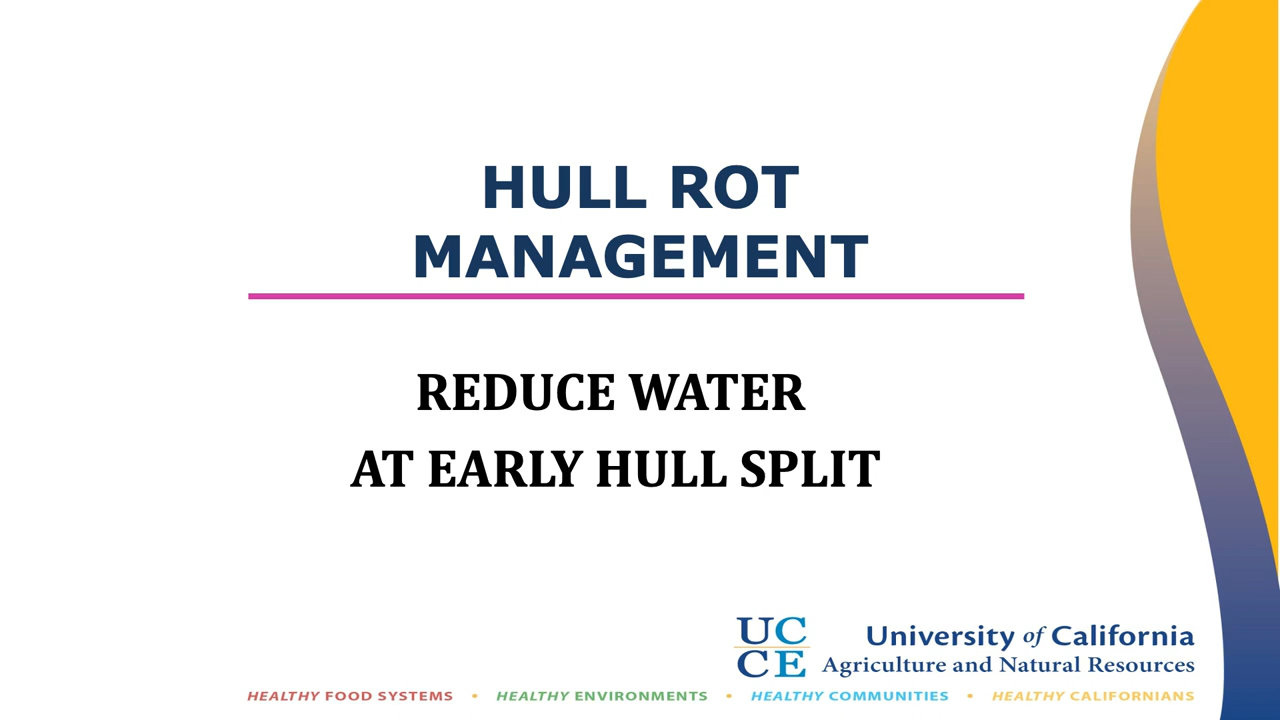 HULL ROT
MANAGEMENT
REDUCE WATER
AT EARLY HULL SPLIT
UC
CE
University of California
Agriculture and Natural Resources
HEALTHY FOOD SYSTEMS • HEALTHY ENVIRONMENTS • HEALTHY COMMUNITIES • HEALTHY CALIFORNIANS